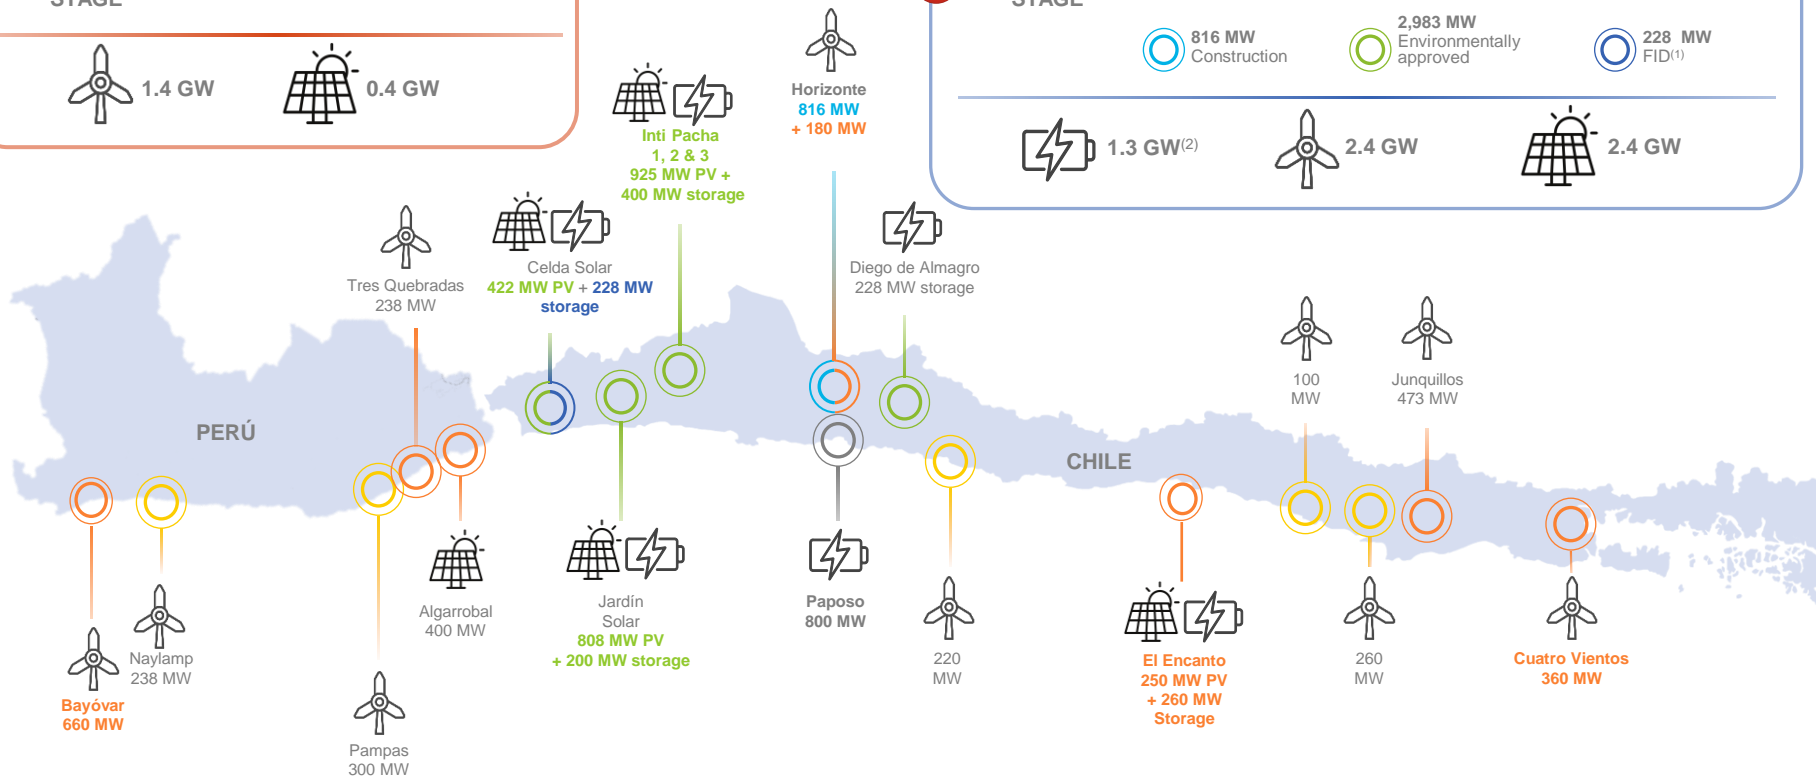 STAGE
1.4 GW
0.4 GW
STAGE
816 MW
Construction
2,983 MW
Environmentally
approved
228 MW
FID(1)
1.3 GW(2)
2.4 GW
2.4 GW
Horizonte
816 MW
+ 180 MW
Inti Pacha
1, 2 & 3
925 MW PV +
400 MW storage
Tres Quebradas
238 MW
Celda Solar
422 MW PV + 228 MW
storage
Diego de Almagro
228 MW storage
100
MW
Junquillos
473 MW
PERÚ
CHILE
Bayóvar
660 MW
Naylamp
238 MW
Pampas
300 MW
Algarrobal
400 MW
Jardín
Solar
808 MW PV
+ 200 MW storage
Paposo
800 MW
220
MW
El Encanto
250 MW PV
+ 260 MW
Storage
260
MW
Cuatro Vientos
360 MW